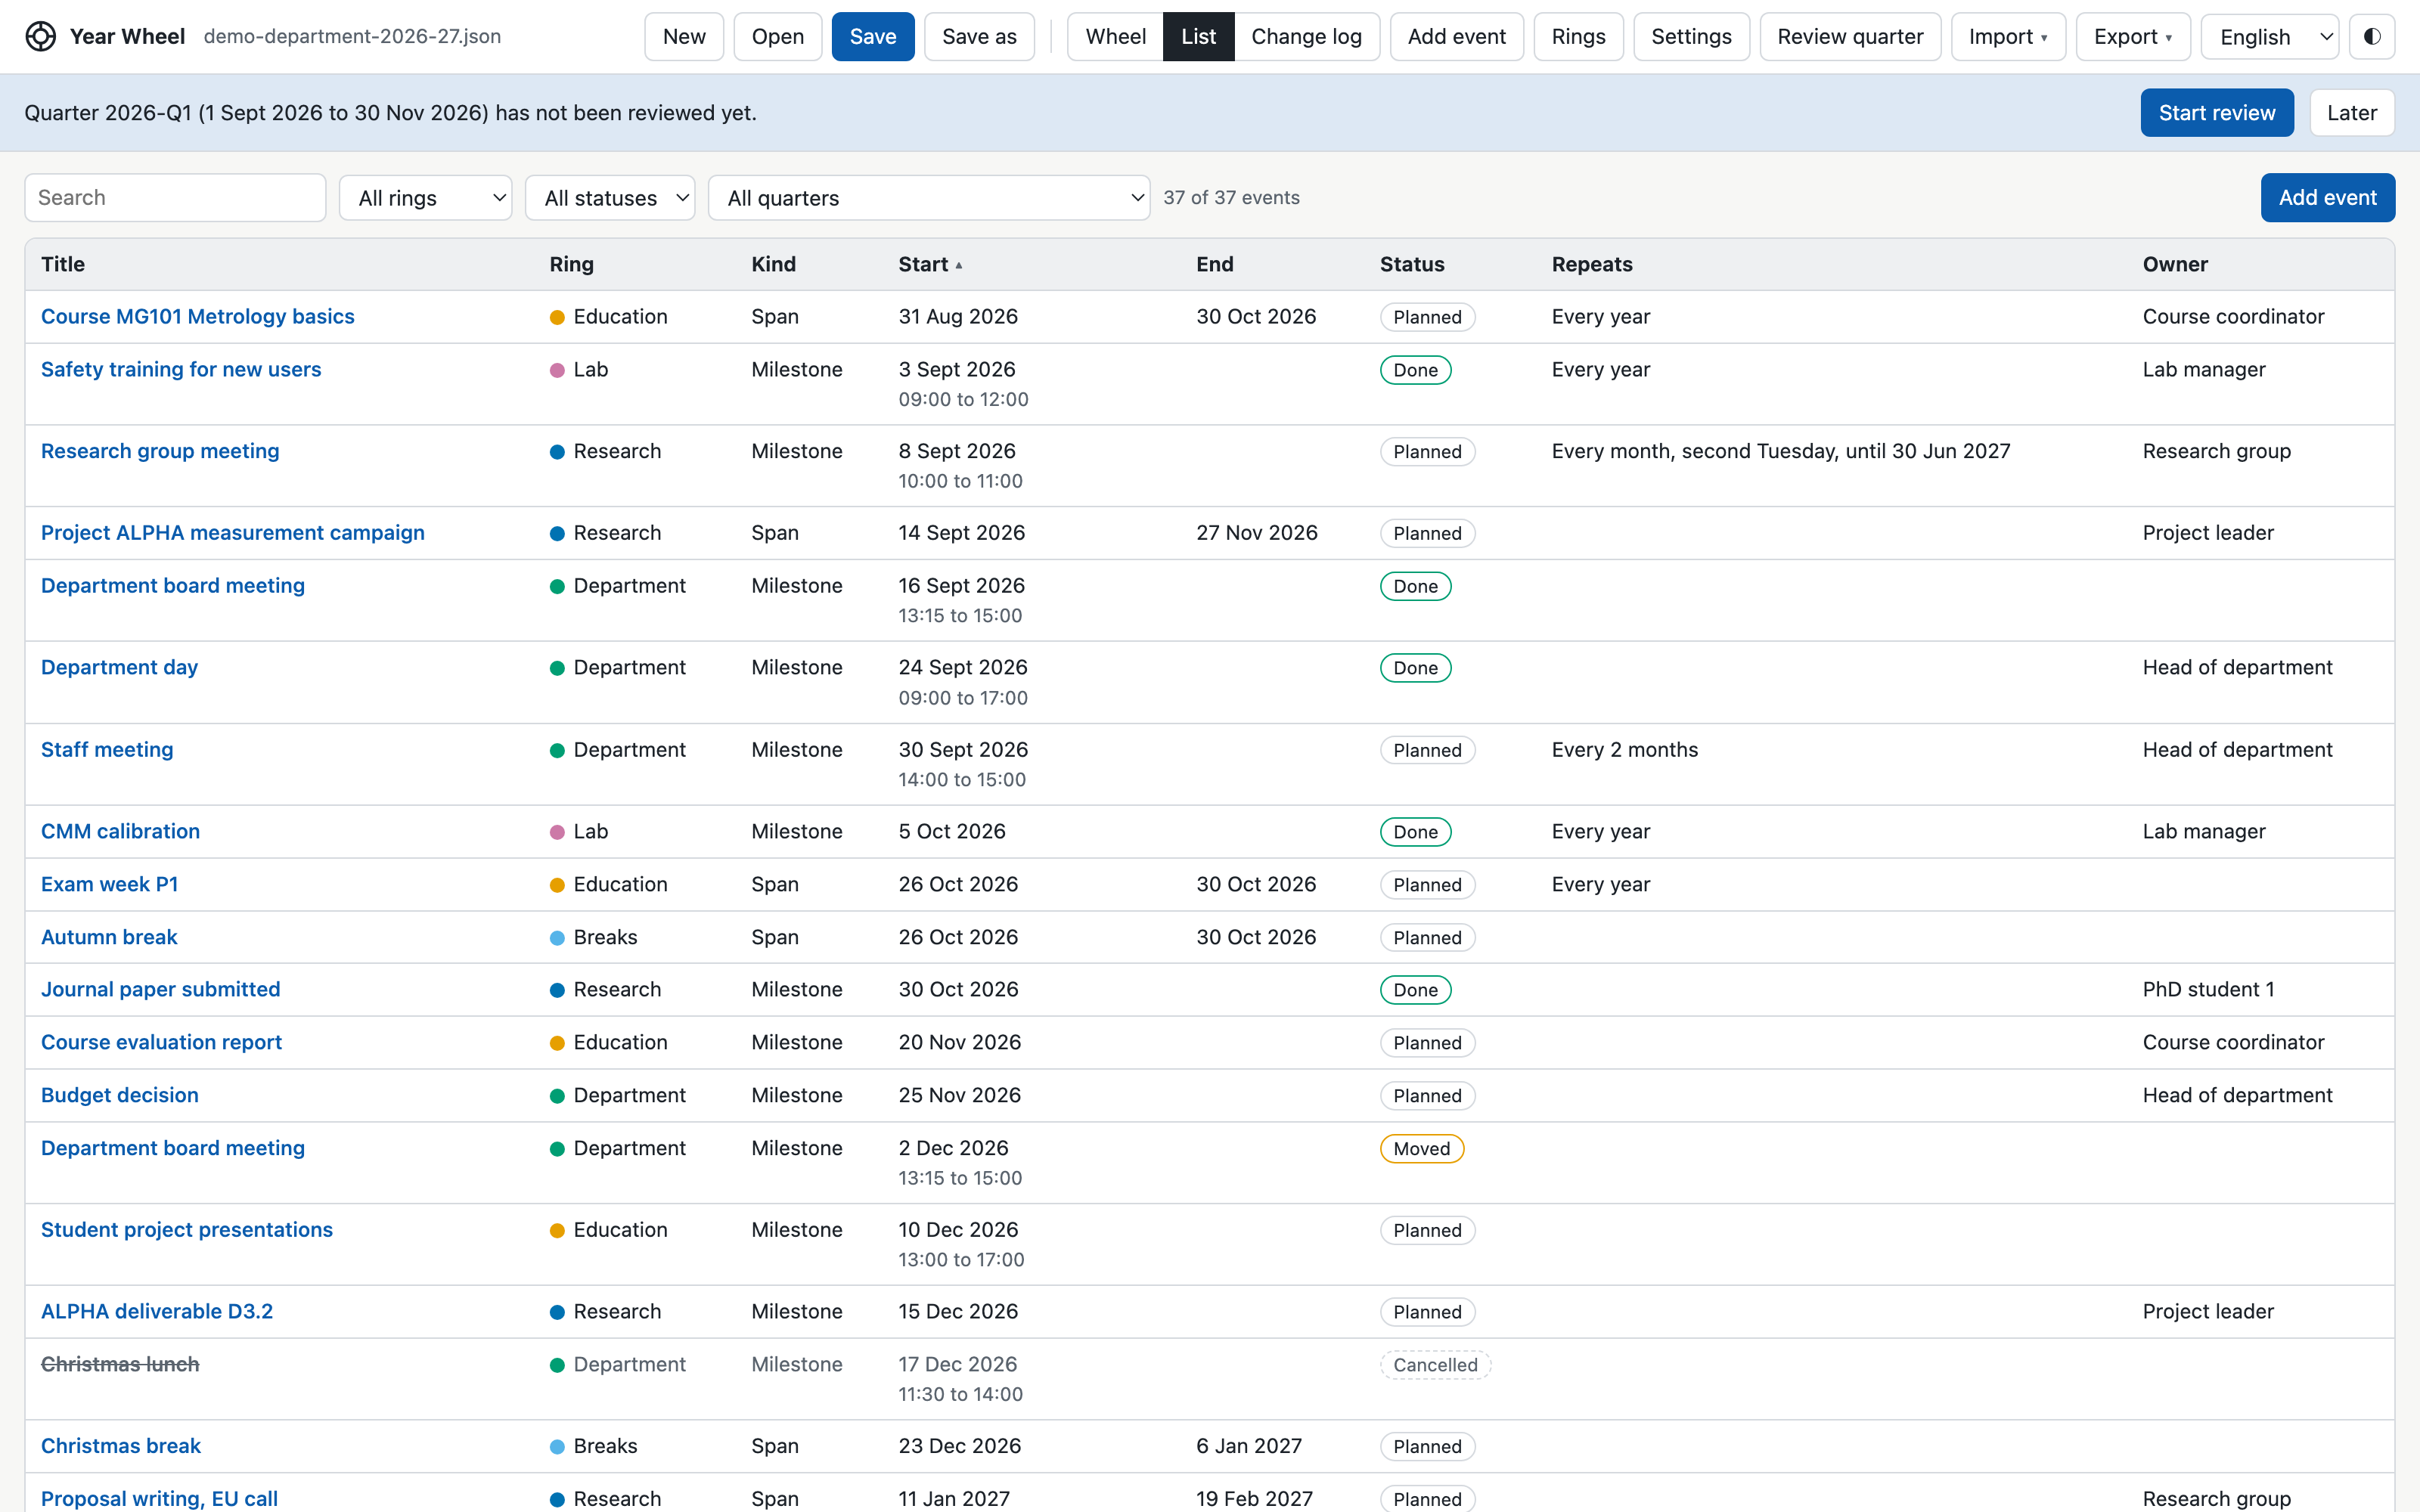 Year Wheel demo-department-2026-27.json New Open Save Save as Wheel List Change log Add event Rings Settings Review quarter Import Export English
Quarter 2026-Q1 (1 Sept 2026 to 30 Nov 2026) has not been reviewed yet. Start review Later
Search All rings All statuses All quarters 37 of 37 events Add event
Title Ring Kind Start End Status Repeats Owner
Course MG101 Metrology basics Education Span 31 Aug 2026 30 Oct 2026 Planned Every year Course coordinator
Safety training for new users Lab Milestone 3 Sept 2026 Done Every year Lab manager
09:00 to 12:00
Research group meeting Research Milestone 8 Sept 2026 Planned Every month, second Tuesday, until 30 Jun 2027 Research group
10:00 to 11:00
Project ALPHA measurement campaign Research Span 14 Sept 2026 27 Nov 2026 Planned Project leader
Department board meeting Department Milestone 16 Sept 2026 Done
13:15 to 15:00
Department day Department Milestone 24 Sept 2026 Done Head of department
09:00 to 17:00
Staff meeting Department Milestone 30 Sept 2026 Planned Every 2 months Head of department
14:00 to 15:00
CMM calibration Lab Milestone 5 Oct 2026 Done Every year Lab manager
Exam week P1 Education Span 26 Oct 2026 30 Oct 2026 Planned Every year
Autumn break Breaks Span 26 Oct 2026 30 Oct 2026 Planned
Journal paper submitted Research Milestone 30 Oct 2026 Done PhD student 1
Course evaluation report Education Milestone 20 Nov 2026 Planned Course coordinator
Budget decision Department Milestone 25 Nov 2026 Planned Head of department
Department board meeting Department Milestone 2 Dec 2026 Moved
13:15 to 15:00
Student project presentations Education Milestone 10 Dec 2026 Planned
13:00 to 17:00
ALPHA deliverable D3.2 Research Milestone 15 Dec 2026 Planned Project leader
Christmas lunch Department Milestone 17 Dec 2026 Cancelled
11:30 to 14:00
Christmas break Breaks Span 23 Dec 2026 6 Jan 2027 Planned
Proposal writing, EU call Research Span 11 Jan 2027 19 Feb 2027 Planned Research group